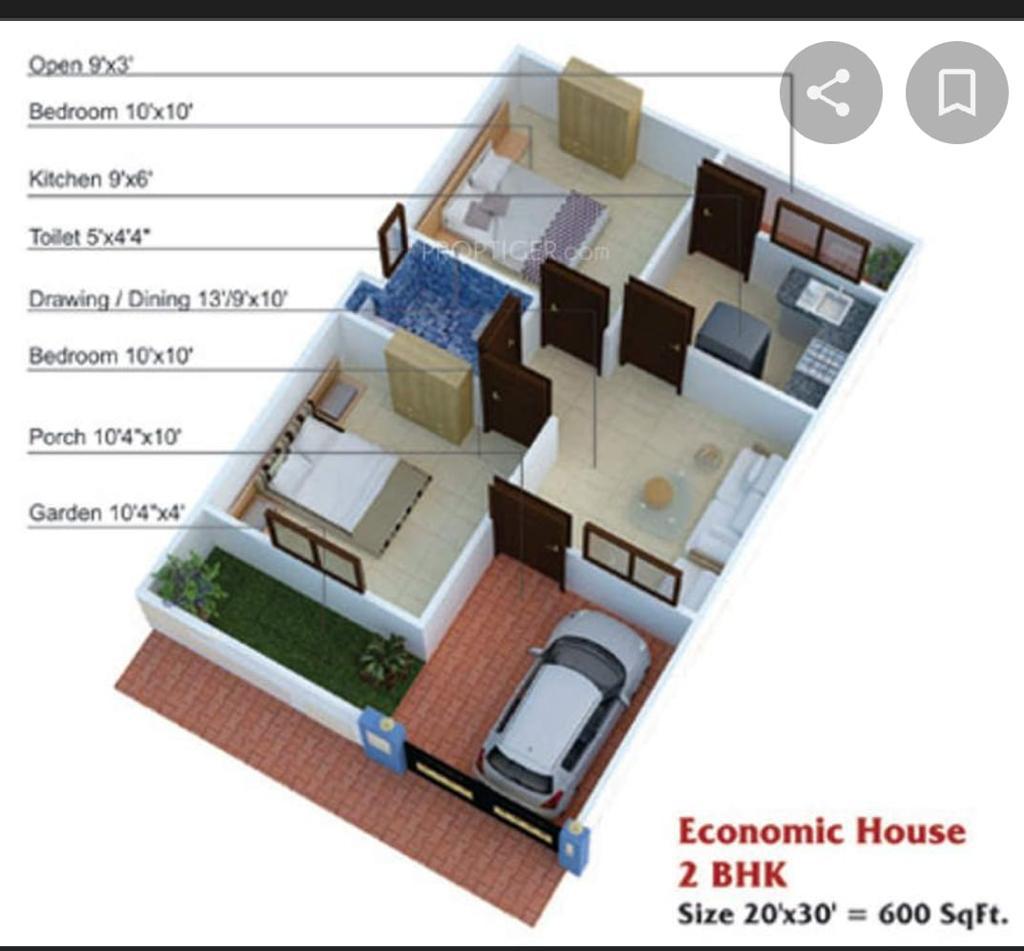 Open 9'x3'
Bedroom 10'x10'
Kitchen 9'x6'
Toilet 5'x4'4"
PROPTIGER.com
Drawing / Dining 13'/9'x10'
Bedroom 10'x10'
Porch 10'4"x10'
Garden 10'4"x4'
Economic House
2 BHK
Size 20'x30' = 600 SqFt.